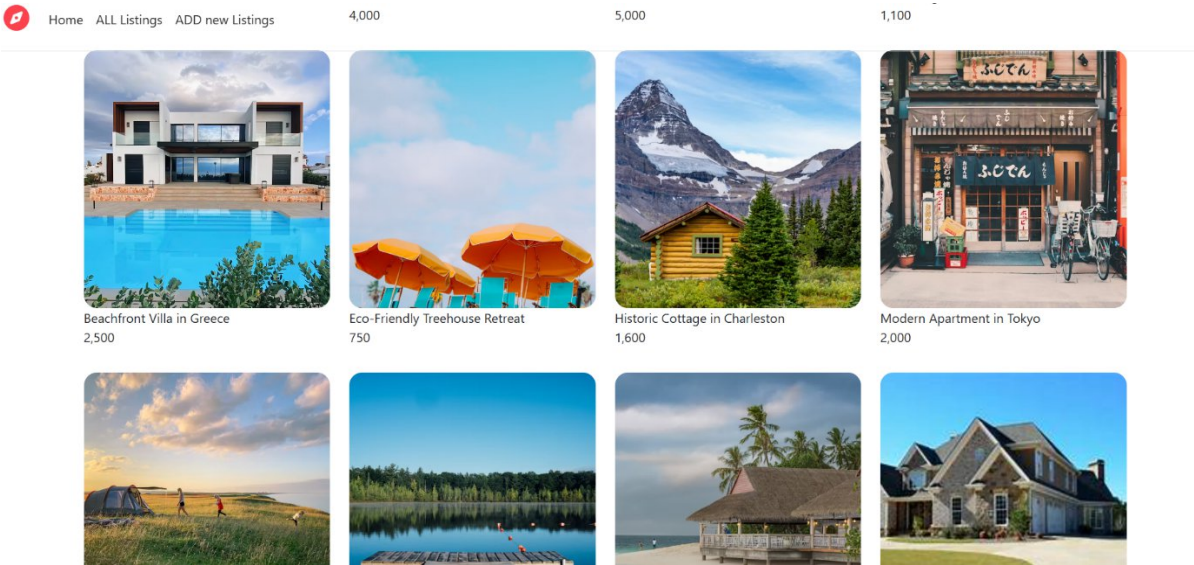 Home ALL Listings ADD new Listings
4,000
5,000
1,100
ふじでん
ふじでん
Beachfront Villa in Greece
2,500
Eco-Friendly Treehouse Retreat
750
Historic Cottage in Charleston
1,600
Modern Apartment in Tokyo
2,000